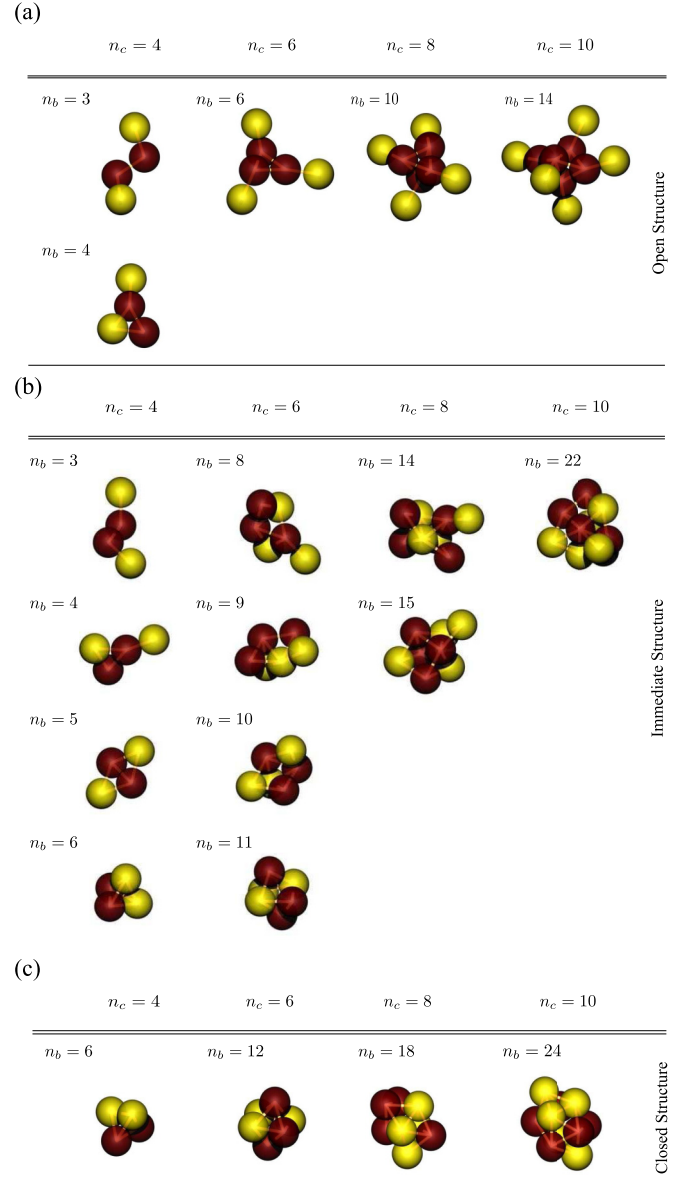 (a)
n_c = 4 n_c = 6 n_c = 8 n_c = 10
n_b = 3 n_b = 6 n_b = 10 n_b = 14
n_b = 4
Open Structure
(b)
n_c = 4 n_c = 6 n_c = 8 n_c = 10
n_b = 3 n_b = 8 n_b = 14 n_b = 22
n_b = 4 n_b = 9 n_b = 15
n_b = 5 n_b = 10
n_b = 6 n_b = 11
Immediate Structure
(c)
n_c = 4 n_c = 6 n_c = 8 n_c = 10
n_b = 6 n_b = 12 n_b = 18 n_b = 24
Closed Structure